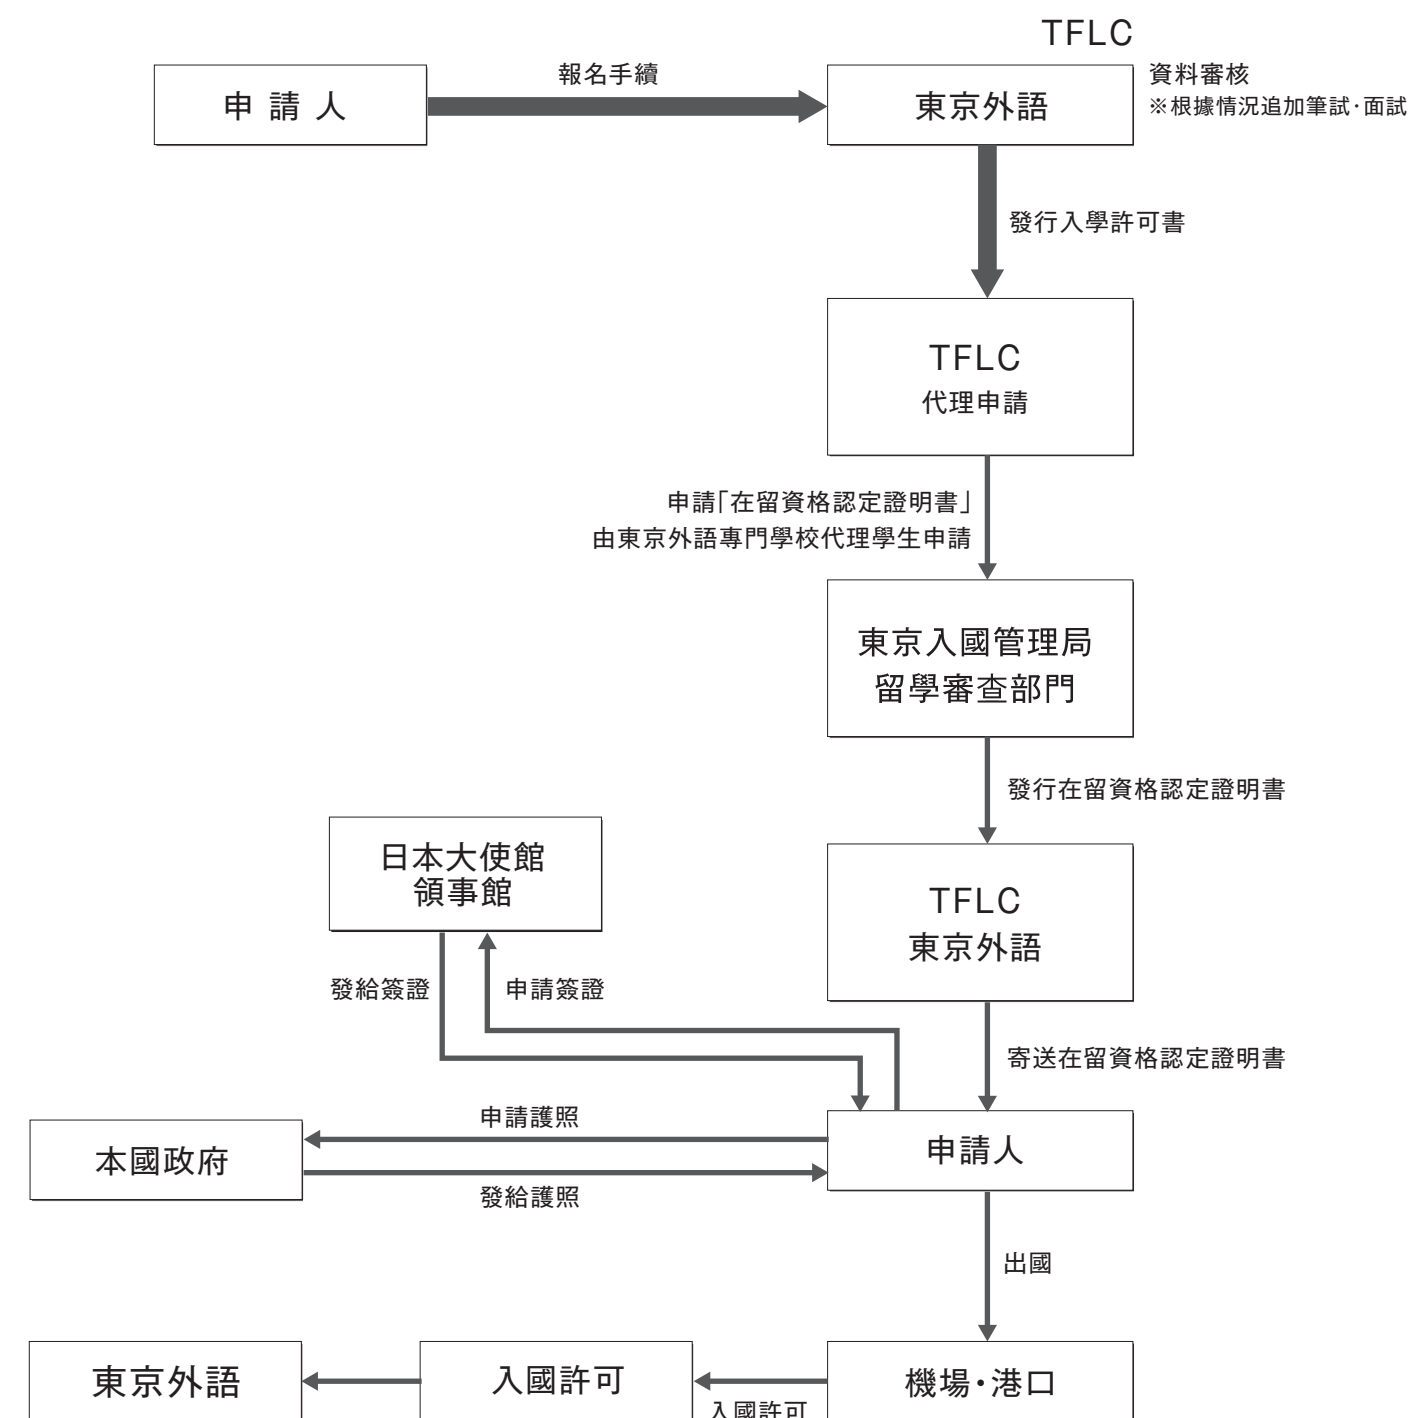 TFLC
申請人
報名手續
東京外語
資料審核
※根據情況追加筆試·面試
發行入學許可書
TFLC
代理申請
申請「在留資格認定證明書」
由東京外語專門學校代理學生申請
東京入國管理局
留學審查部門
發行在留資格認定證明書
日本大使館
領事館
TFLC
東京外語
發給簽證
申請簽證
寄送在留資格認定證明書
申請護照
本國政府
申請人
發給護照
出國
東京外語
入國許可
機場·港口
入國許可